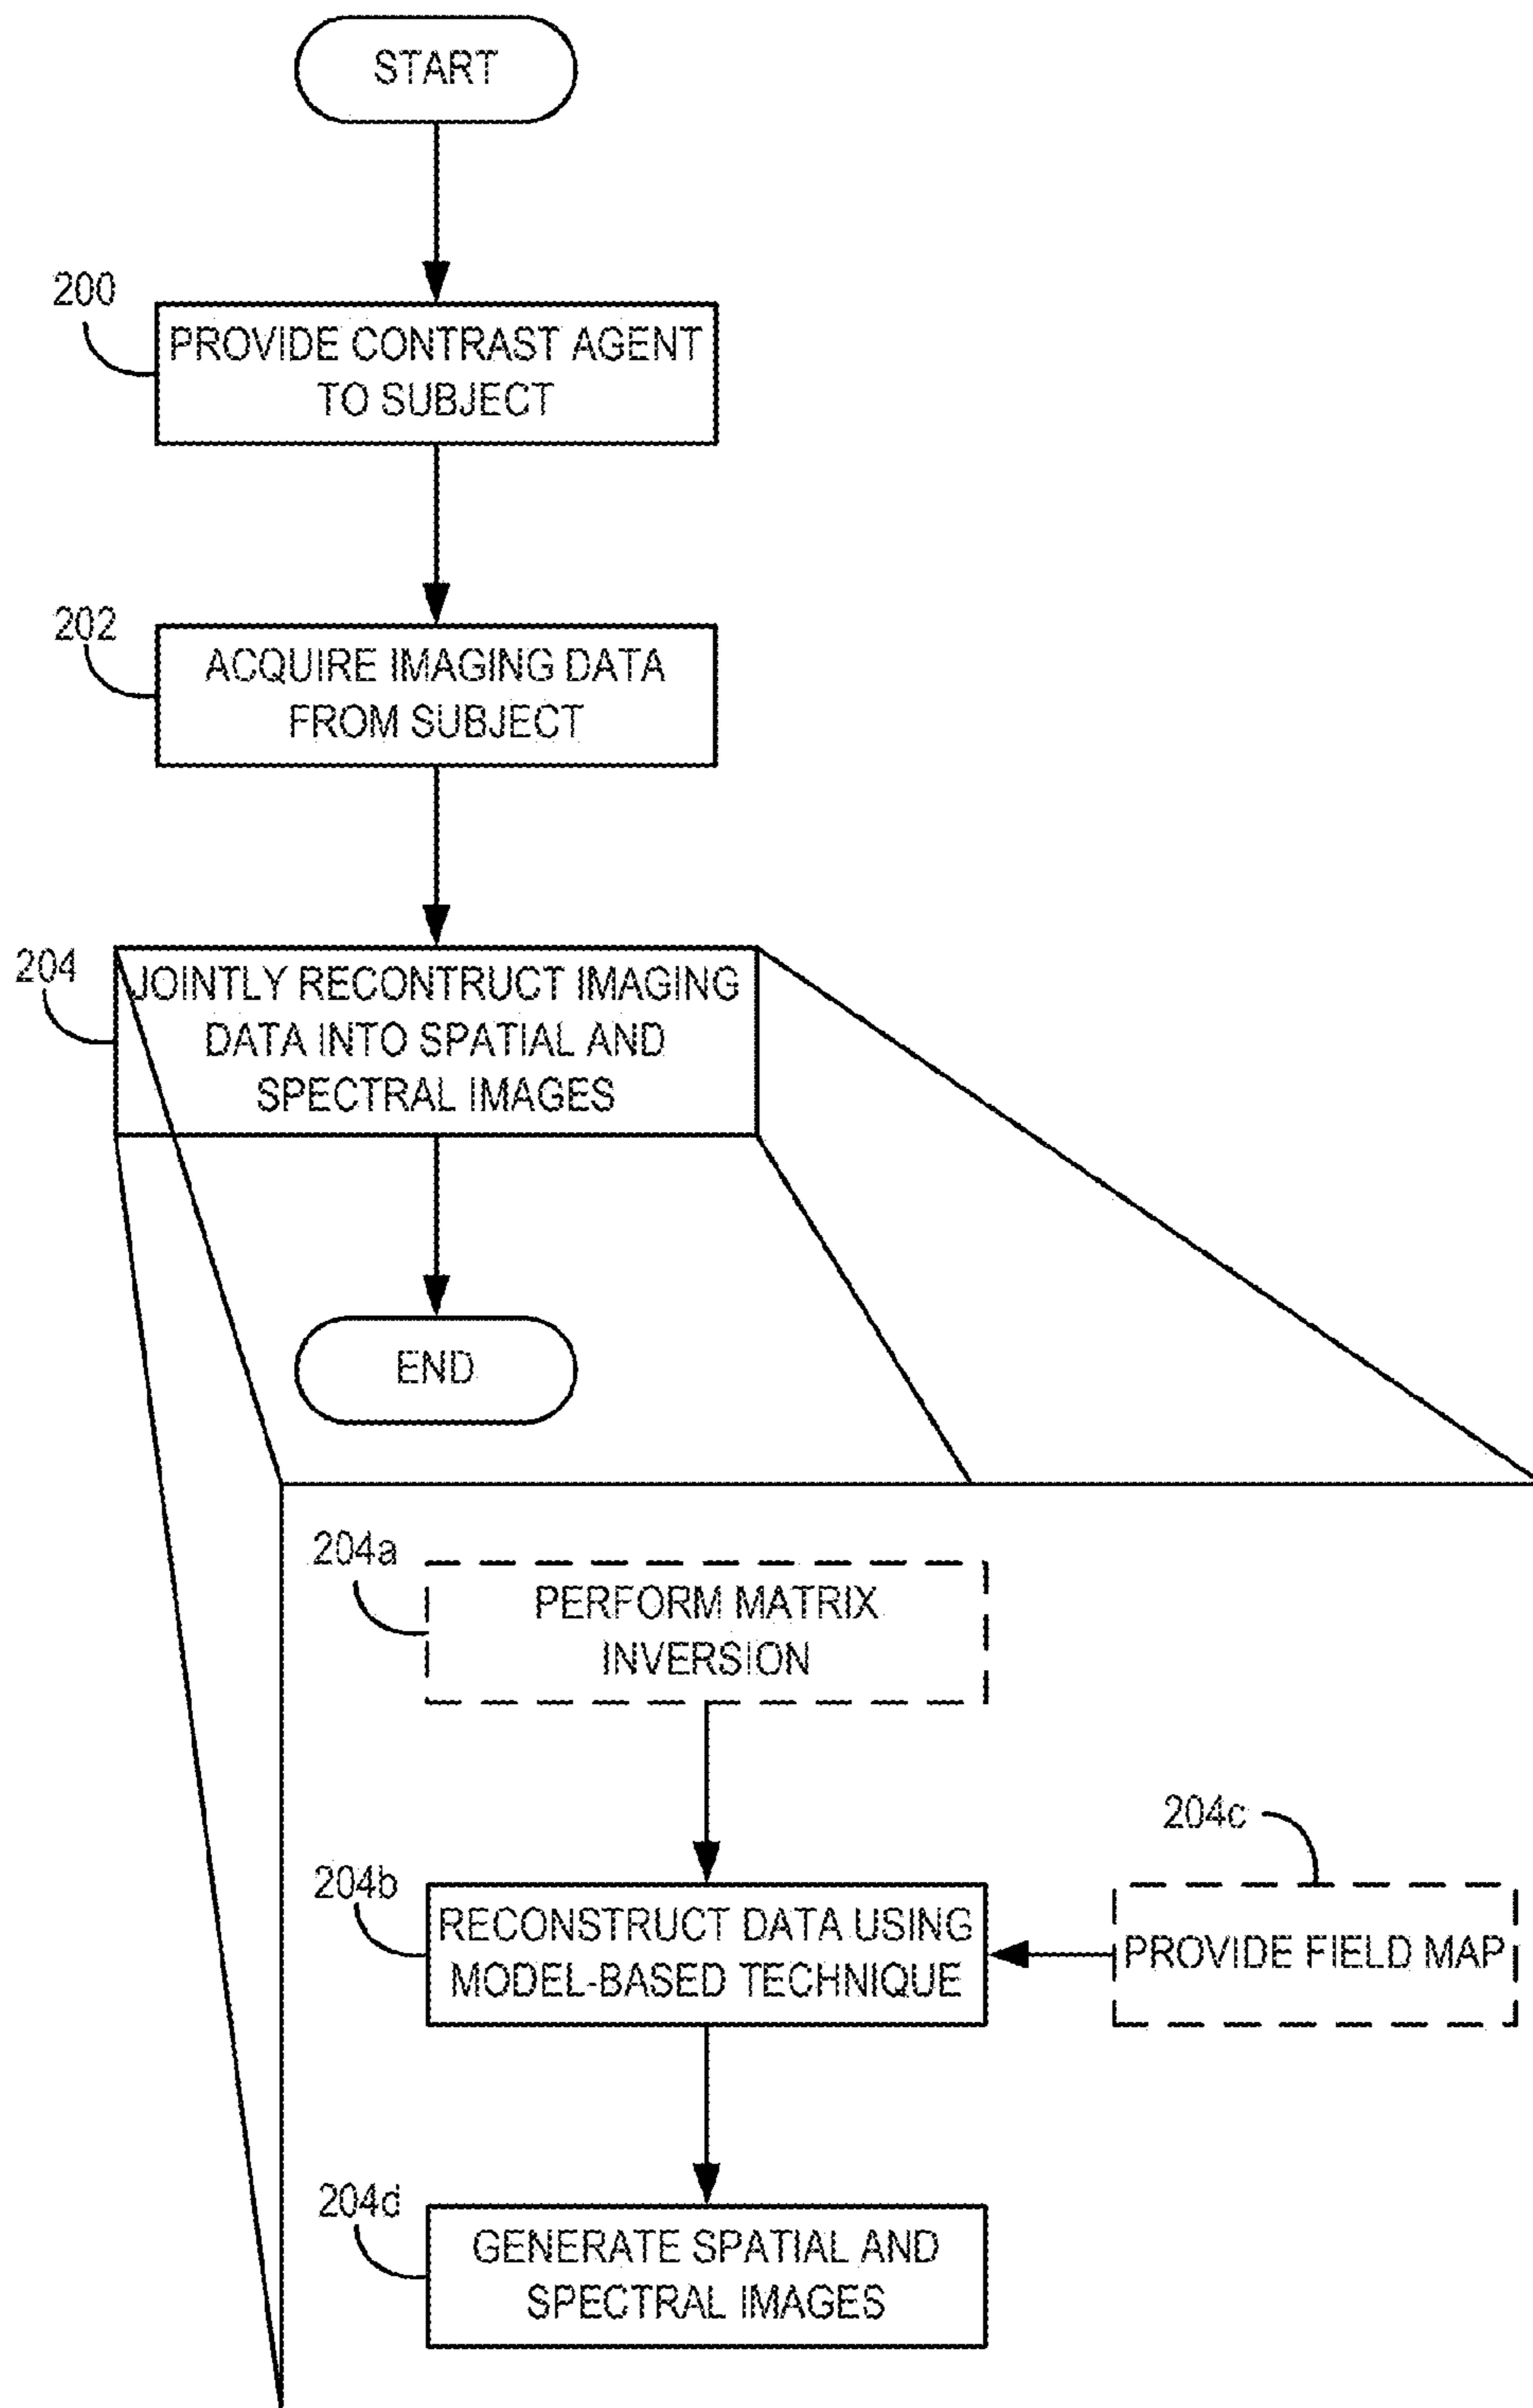 START
200
PROVIDE CONTRAST AGENT
TO SUBJECT
202
ACQUIRE IMAGING DATA
FROM SUBJECT
204
JOINTLY RECONTRUCT IMAGING
DATA INTO SPATIAL AND
SPECTRAL IMAGES
END
204a
PERFORM MATRIX
INVERSION
204c
204b
RECONSTRUCT DATA USING
MODEL-BASED TECHNIQUE
PROVIDE FIELD MAP
204d
GENERATE SPATIAL AND
SPECTRAL IMAGES